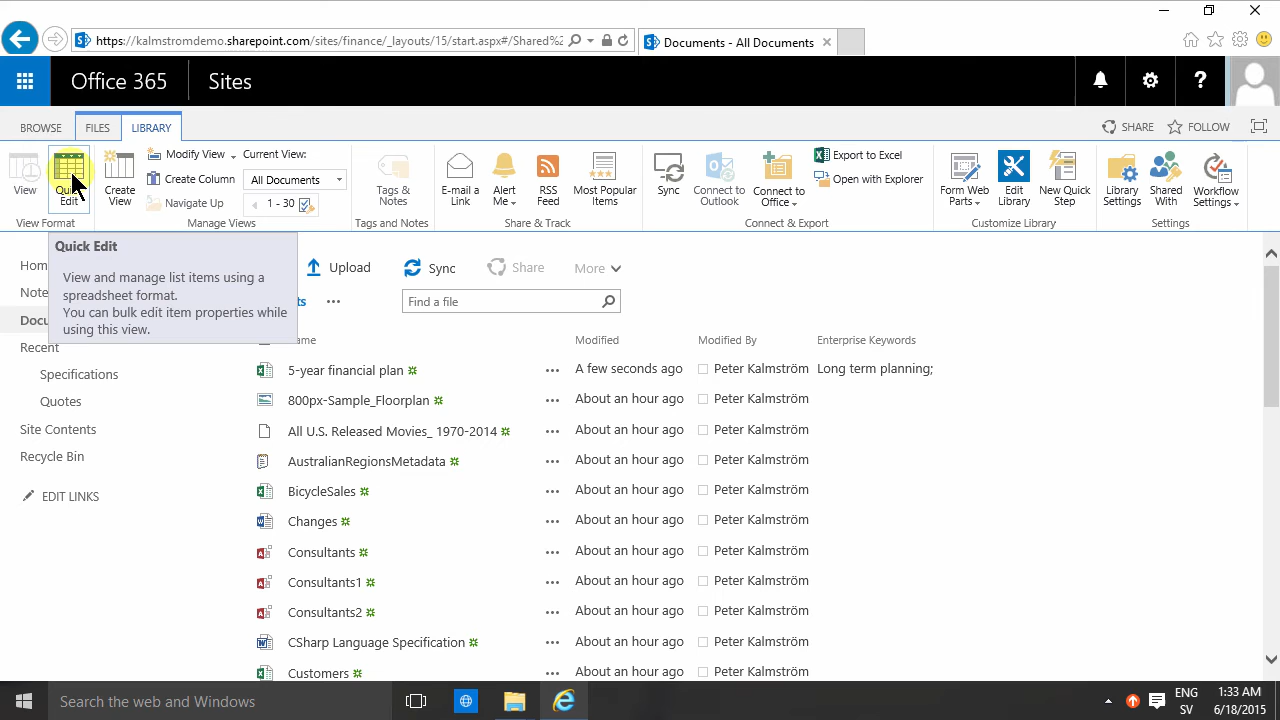 https://kalmstromdemo.sharepoint.com/sites/finance/_layouts/15/start.aspx#/Shared%2
Documents - All Documents
Office 365
Sites
BROWSE
FILES
LIBRARY
SHARE
FOLLOW
View
Quick Edit
Create View
Modify View
Create Column
Navigate Up
Current View:
All Documents
1 - 30
Tags & Notes
E-mail a Link
Alert Me
RSS Feed
Most Popular Items
Sync
Connect to Outlook
Connect to Office
Export to Excel
Open with Explorer
Form Web Parts
Edit Library
New Quick Step
Library Settings
Shared With
Workflow Settings
View Format
Manage Views
Tags and Notes
Share & Track
Connect & Export
Customize Library
Settings
Quick Edit
View and manage list items using a
spreadsheet format.
You can bulk edit item properties while
using this view.
Hom
Note
Docu
Recent
Specifications
Quotes
Site Contents
Recycle Bin
EDIT LINKS
Upload
Sync
Share
More
ts
Find a file
ame
Modified
Modified By
Enterprise Keywords
5-year financial plan
A few seconds ago
Peter Kalmström
Long term planning;
800px-Sample_Floorplan
About an hour ago
Peter Kalmström
All U.S. Released Movies_ 1970-2014
About an hour ago
Peter Kalmström
AustralianRegionsMetadata
About an hour ago
Peter Kalmström
BicycleSales
About an hour ago
Peter Kalmström
Changes
About an hour ago
Peter Kalmström
Consultants
About an hour ago
Peter Kalmström
Consultants1
About an hour ago
Peter Kalmström
Consultants2
About an hour ago
Peter Kalmström
CSharp Language Specification
About an hour ago
Peter Kalmström
Customers
About an hour ago
Peter Kalmström
Search the web and Windows
ENG
SV
1:33 AM
6/18/2015